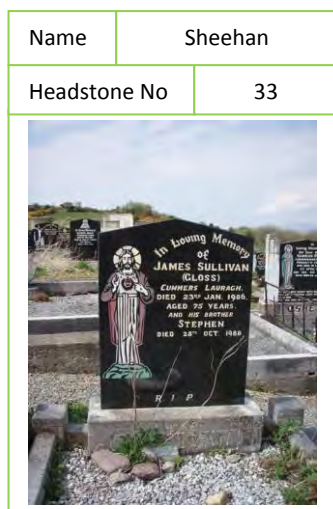 Name Sheehan
Headstone No 33
In Loving Memory
of
JAMES SULLIVAN
(GLOSS)
CUMMERS LAURAGH.
DIED 23RD JAN. 1986.
AGED 75 YEARS.
AND HIS BROTHER
STEPHEN
DIED 28TH OCT. 1988
R I P